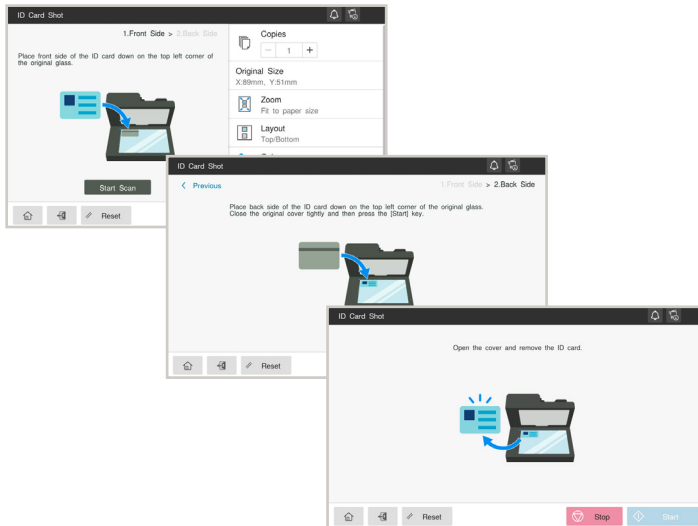 ID Card Shot
1.Front Side > 2.Back Side
Place front side of the ID card down on the top left corner of
the original glass.
Start Scan
Reset
Copies
1
Original Size
X:89mm, Y:51mm
Zoom
Fit to paper size
Layout
Top/Bottom
ID Card Shot
Previous
1.Front Side > 2.Back Side
Place back side of the ID card down on the top left corner of the original glass.
Close the original cover tightly and then press the [Start] key.
Reset
ID Card Shot
Open the cover and remove the ID card.
Reset
Stop
Start